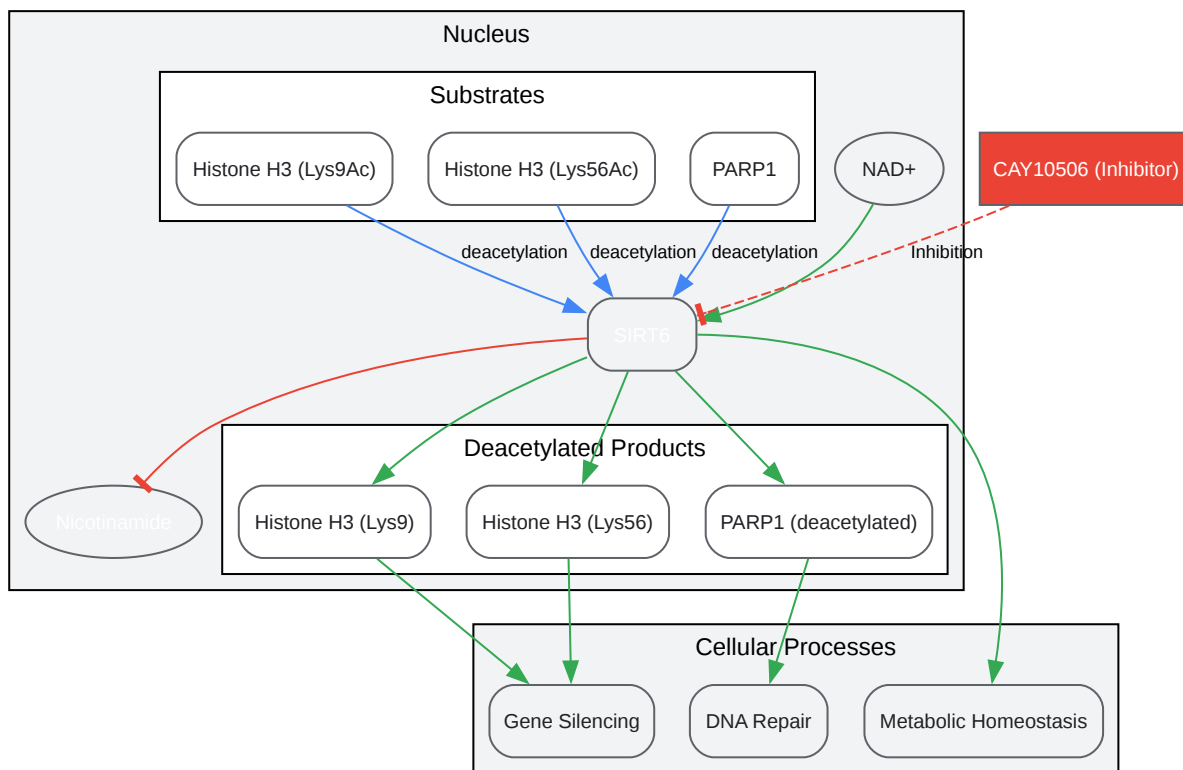 Nucleus
Substrates
Histone H3 (Lys9Ac)
Histone H3 (Lys56Ac)
PARP1
NAD+
CAY10506 (Inhibitor)
deacetylation
deacetylation
deacetylation
Inhibition
SIRT6
Deacetylated Products
Nicotinamide
Histone H3 (Lys9)
Histone H3 (Lys56)
PARP1 (deacetylated)
Cellular Processes
Gene Silencing
DNA Repair
Metabolic Homeostasis